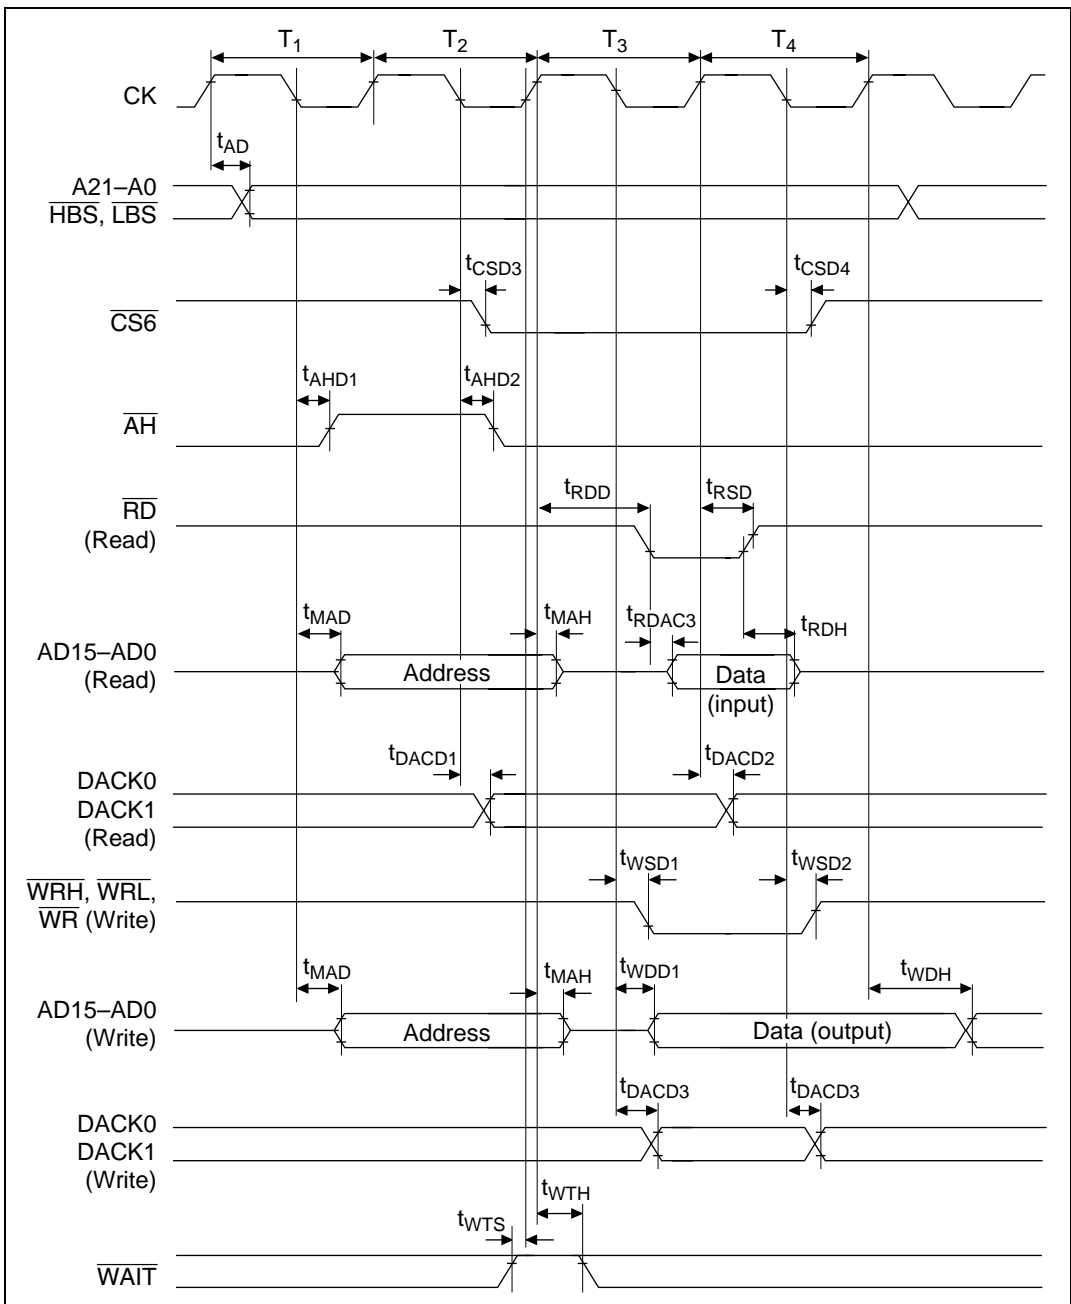 T1 T2 T3 T4
CK
tAD
A21–A0
HBS, LBS
tCSD3 tCSD4
CS6
tAHD1 tAHD2
AH
tRDD tRSD
RD
(Read)
tMAD tMAH tRDAC3 tRDH
AD15–AD0
(Read)
Address Data
(input)
tDACD1 tDACD2
DACK0
DACK1
(Read)
tWSD1 tWSD2
WRH, WRL,
WR (Write)
tMAD tMAH tWDD1 tWDH
AD15–AD0
(Write)
Address Data (output)
tDACD3 tDACD3
DACK0
DACK1
(Write)
tWTH
tWTS
WAIT